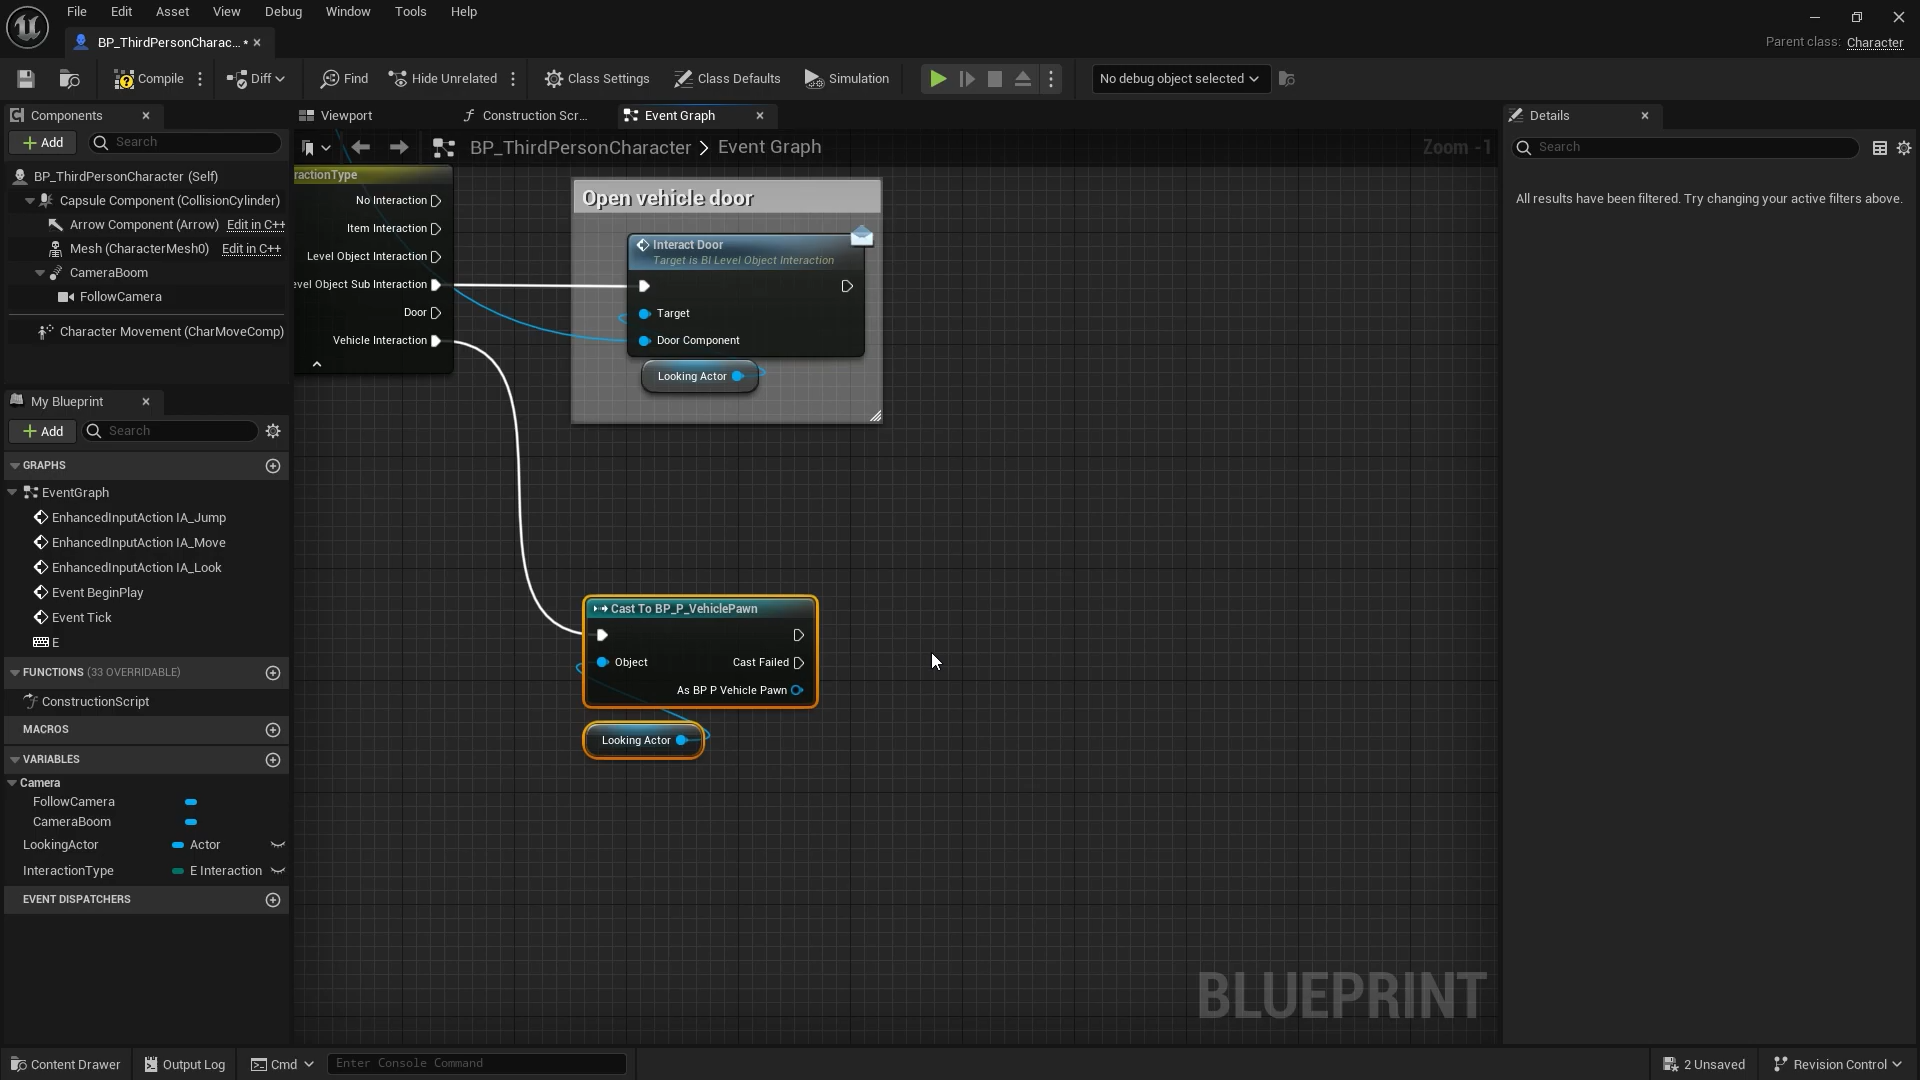 File Edit Asset View Debug Window Tools Help
BP_ThirdPersonCharac... •
Parent class: Character
Compile Diff Find Hide Unrelated Class Settings Class Defaults Simulation No debug object selected
Components
Add Search
BP_ThirdPersonCharacter (Self)
Capsule Component (CollisionCylinder)
Arrow Component (Arrow) Edit in C++
Mesh (CharacterMesh0) Edit in C++
CameraBoom
FollowCamera
Character Movement (CharMoveComp)
My Blueprint
Add Search
GRAPHS
EventGraph
EnhancedInputAction IA_Jump
EnhancedInputAction IA_Move
EnhancedInputAction IA_Look
Event BeginPlay
Event Tick
E
FUNCTIONS (33 OVERRIDABLE)
ConstructionScript
MACROS
VARIABLES
Camera
FollowCamera
CameraBoom
LookingActor Actor
InteractionType E Interaction
EVENT DISPATCHERS
Viewport Construction Scr... Event Graph
BP_ThirdPersonCharacter > Event Graph
Zoom -1
ractionType
No Interaction
Item Interaction
Level Object Interaction
evel Object Sub Interaction
Door
Vehicle Interaction
Open vehicle door
Interact Door
Target is BI Level Object Interaction
Target
Door Component
Looking Actor
Cast To BP_P_VehiclePawn
Object Cast Failed
As BP P Vehicle Pawn
Looking Actor
BLUEPRINT
Details
Search
All results have been filtered. Try changing your active filters above.
Content Drawer Output Log Cmd Enter Console Command 2 Unsaved Revision Control